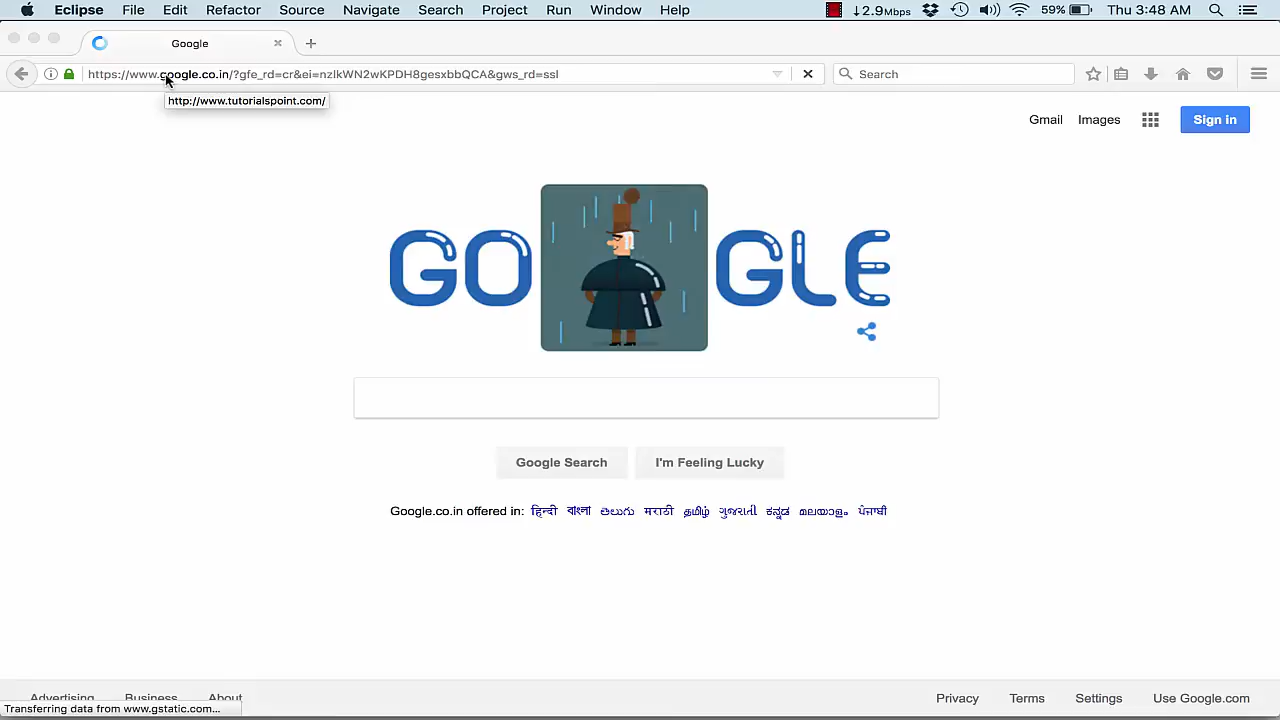 Eclipse File Edit Refactor Source Navigate Search Project Run Window Help 2.9Mbps 59% Thu 3:48 AM
Google
https://www.google.co.in/?gfe_rd=cr&ei=nzlkWN2wKPDH8gesxbbQCA&gws_rd=ssl Search
http://www.tutorialspoint.com/
Gmail Images Sign in
GO GLE
Google Search I'm Feeling Lucky
Google.co.in offered in: हिन्दी বাংলা తెలుగు मराठी தமிழ் ગુજરાતી ಕನ್ನಡ മലയാളം ਪੰਜਾਬੀ
Advertising Business About Privacy Terms Settings Use Google.com
Transferring data from www.gstatic.com...